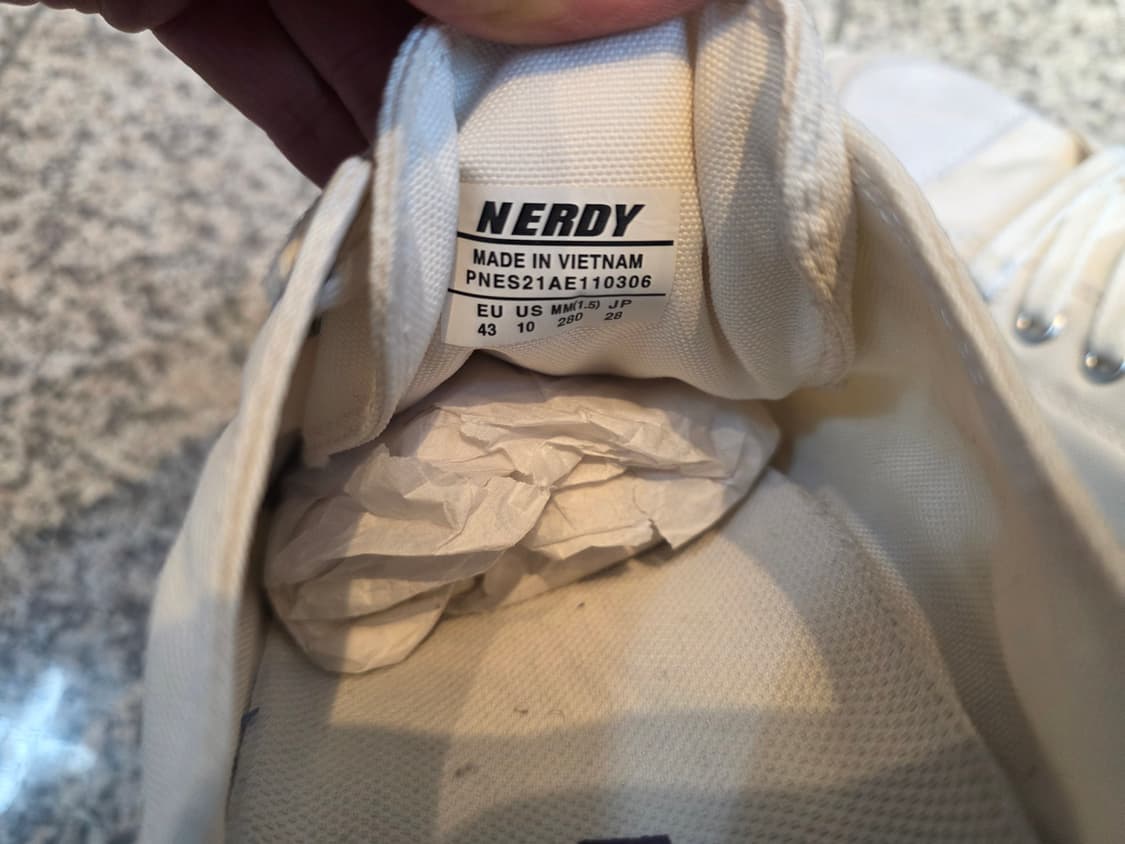 NERDY
MADE IN VIETNAM
PNES21AE110306
EU US MM(1.5) JP
43 10 280 28